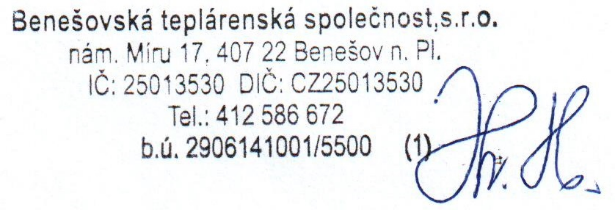 Benešovská teplárenská společnost,s.r.o.
nám. Míru 17, 407 22 Benešov n. Pl.
IČ: 25013530 DIČ: CZ25013530
Tel.: 412 586 672
b.ú. 2906141001/5500 (1)